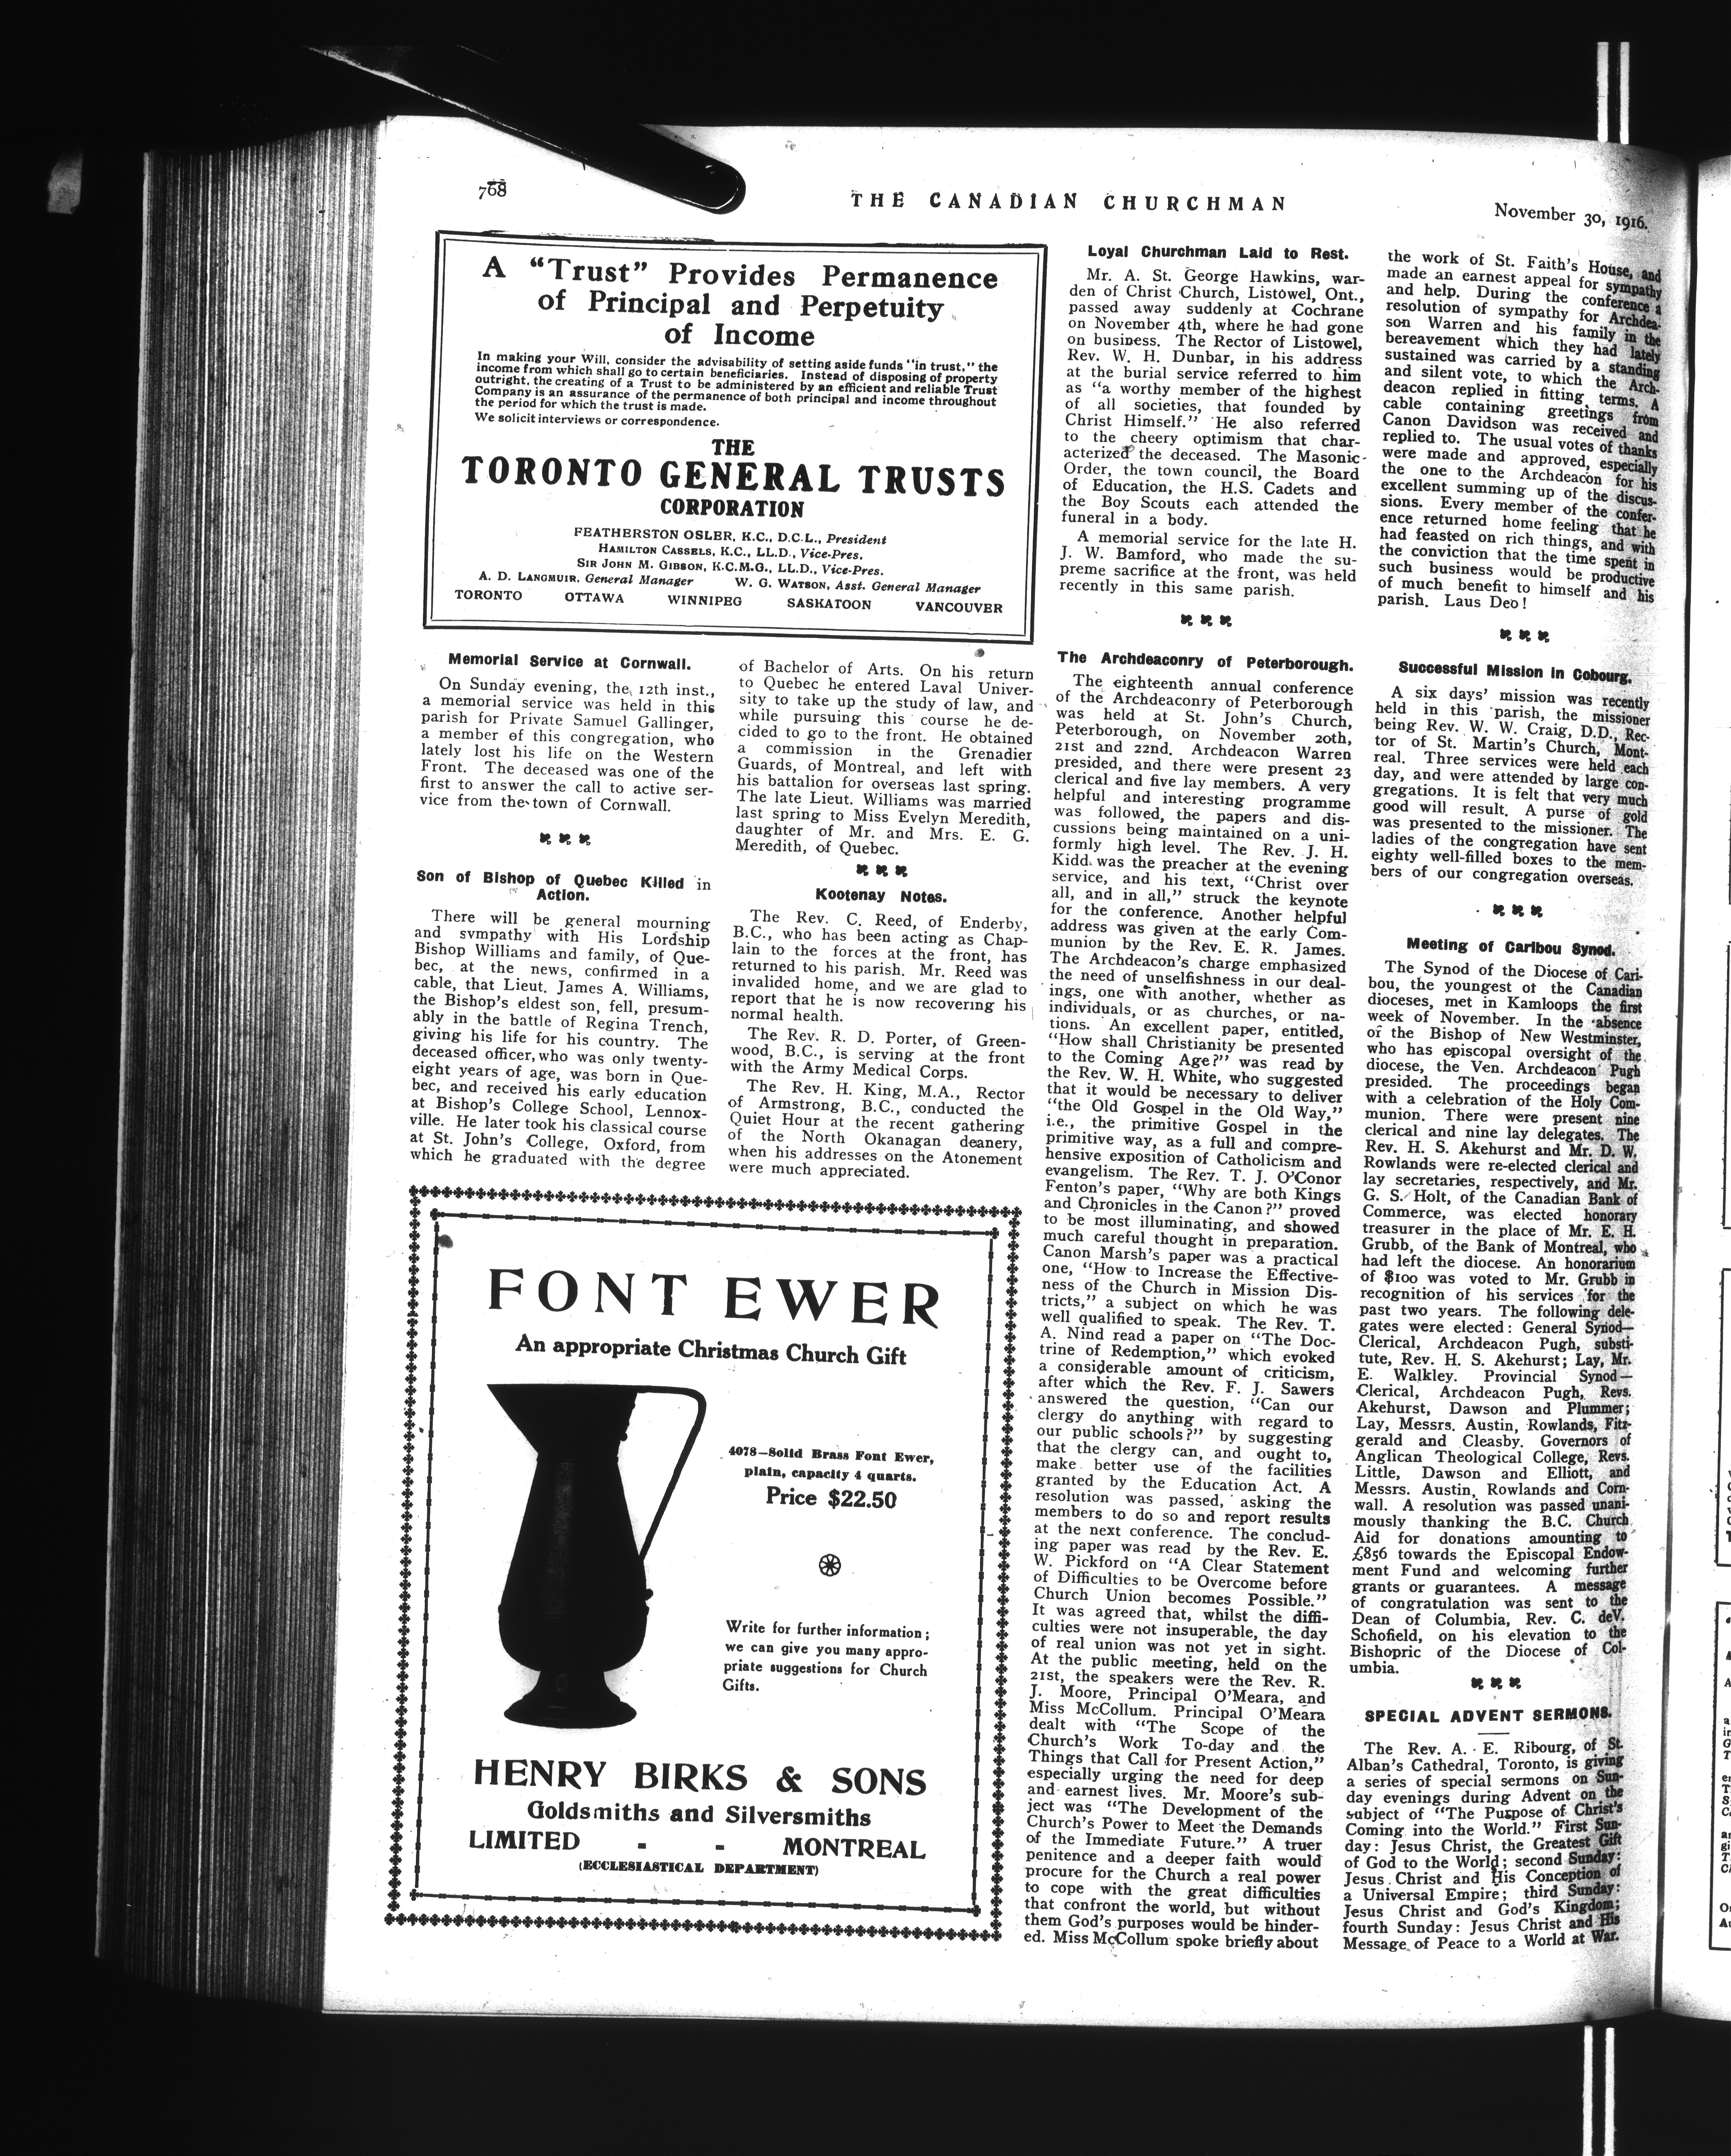 768
THE CANADIAN CHURCHMAN
November 30, 1916.
A "Trust" Provides Permanence
of Principal and Perpetuity
of Income
In making your Will, consider the advisability of setting aside funds "in trust," the
income from which shall go to certain beneficiaries. Instead of disposing of property
outright, the creating of a Trust to be administered by an efficient and reliable Trust
Company is an assurance of the permanence of both principal and income throughout
the period for which the trust is made.
We solicit interviews or correspondence.
THE
TORONTO GENERAL TRUSTS
CORPORATION
FEATHERSTON OSLER, K.C., D.C.L., President
HAMILTON CASSELS, K.C., LL.D., Vice-Pres.
SIR JOHN M. GIBSON, K.C.M.G., LL.D., Vice-Pres.
A. D. LANGMUIR, General Manager W. G. WATSON, Asst. General Manager
TORONTO OTTAWA WINNIPEG SASKATOON VANCOUVER
Memorial Service at Cornwall.
On Sunday evening, the 12th inst.,
a memorial service was held in this
parish for Private Samuel Gallinger,
a member of this congregation, who
lately lost his life on the Western
Front. The deceased was one of the
first to answer the call to active ser-
vice from the town of Cornwall.
Son of Bishop of Quebec Killed in
Action.
There will be general mourning
and sympathy with His Lordship
Bishop Williams and family, of Que-
bec, at the news, confirmed in a
cable, that Lieut. James A. Williams,
the Bishop's eldest son, fell, presum-
ably in the battle of Regina Trench,
giving his life for his country. The
deceased officer, who was only twenty-
eight years of age, was born in Que-
bec, and received his early education
at Bishop's College School, Lennox-
ville. He later took his classical course
at St. John's College, Oxford, from
which he graduated with the degree
of Bachelor of Arts. On his return
to Quebec he entered Laval Univer-
sity to take up the study of law, and
while pursuing this course he de-
cided to go to the front. He obtained
a commission in the Grenadier
Guards, of Montreal, and left with
his battalion for overseas last spring.
The late Lieut. Williams was married
last spring to Miss Evelyn Meredith,
daughter of Mr. and Mrs. E. G.
Meredith, of Quebec.
Kootenay Notes.
The Rev. C. Reed, of Enderby,
B.C., who has been acting as Chap-
lain to the forces at the front, has
returned to his parish. Mr. Reed was
invalided home, and we are glad to
report that he is now recovering his
normal health.
The Rev. R. D. Porter, of Green-
wood, B.C., is serving at the front
with the Army Medical Corps.
The Rev. H. King, M.A., Rector
of Armstrong, B.C., conducted the
Quiet Hour at the recent gathering
of the North Okanagan deanery,
when his addresses on the Atonement
were much appreciated.
FONT EWER
An appropriate Christmas Church Gift
4078—Solid Brass Font Ewer,
plain, capacity 4 quarts.
Price $22.50
Write for further information;
we can give you many appro-
priate suggestions for Church
Gifts.
HENRY BIRKS & SONS
Goldsmiths and Silversmiths
LIMITED - - MONTREAL
(ECCLESIASTICAL DEPARTMENT)
Loyal Churchman Laid to Rest.
Mr. A. St. George Hawkins, war-
den of Christ Church, Listowel, Ont.,
passed away suddenly at Cochrane
on November 4th, where he had gone
on business. The Rector of Listowel,
Rev. W. H. Dunbar, in his address
at the burial service referred to him
as "a worthy member of the highest
of all societies, that founded by
Christ Himself." He also referred
to the cheery optimism that char-
acterized the deceased. The Masonic
Order, the town council, the Board
of Education, the H.S. Cadets and
the Boy Scouts each attended the
funeral in a body.
A memorial service for the late H.
J. W. Bamford, who made the su-
preme sacrifice at the front, was held
recently in this same parish.
The Archdeaconry of Peterborough.
The eighteenth annual conference
of the Archdeaconry of Peterborough
was held at St. John's Church,
Peterborough, on November 20th,
21st and 22nd. Archdeacon Warren
presided, and there were present 23
clerical and five lay members. A very
helpful and interesting programme
was followed, the papers and dis-
cussions being maintained on a uni-
formly high level. The Rev. J. H.
Kidd was the preacher at the evening
service, and his text, "Christ over
all, and in all," struck the keynote
for the conference. Another helpful
address was given at the early Com-
munion by the Rev. E. R. James.
The Archdeacon's charge emphasized
the need of unselfishness in our deal-
ings, one with another, whether as
individuals, or as churches, or na-
tions. An excellent paper, entitled,
"How shall Christianity be presented
to the Coming Age?" was read by
the Rev. W. H. White, who suggested
that it would be necessary to deliver
"the Old Gospel in the Old Way,"
i.e., the primitive Gospel in the
primitive way, as a full and compre-
hensive exposition of Catholicism and
evangelism. The Rev. T. J. O'Conor
Fenton's paper, "Why are both Kings
and Chronicles in the Canon?" proved
to be most illuminating, and showed
much careful thought in preparation.
Canon Marsh's paper was a practical
one, "How to Increase the Effective-
ness of the Church in Mission Dis-
tricts," a subject on which he was
well qualified to speak. The Rev. T.
A. Nind read a paper on "The Doc-
trine of Redemption," which evoked
a considerable amount of criticism,
after which the Rev. F. J. Sawers
answered the question, "Can our
clergy do anything with regard to
our public schools?" by suggesting
that the clergy can, and ought to,
make better use of the facilities
granted by the Education Act. A
resolution was passed, asking the
members to do so and report results
at the next conference. The conclud-
ing paper was read by the Rev. E.
W. Pickford on "A Clear Statement
of Difficulties to be Overcome before
Church Union becomes Possible."
It was agreed that, whilst the diffi-
culties were not insuperable, the day
of real union was not yet in sight.
At the public meeting, held on the
21st, the speakers were the Rev. R.
J. Moore, Principal O'Meara, and
Miss McCollum. Principal O'Meara
dealt with "The Scope of the
Church's Work To-day and the
Things that Call for Present Action,"
especially urging the need for deep
and earnest lives. Mr. Moore's sub-
ject was "The Development of the
Church's Power to Meet the Demands
of the Immediate Future." A truer
penitence and a deeper faith would
procure for the Church a real power
to cope with the great difficulties
that confront the world, but without
them God's purposes would be hinder-
ed. Miss McCollum spoke briefly about
the work of St. Faith's House, and
made an earnest appeal for sympathy
and help. During the conference a
resolution of sympathy for Archdea-
son Warren and his family in the
bereavement which they had lately
sustained was carried by a standing
and silent vote, to which the Arch-
deacon replied in fitting terms. A
cable containing greetings from
Canon Davidson was received and
replied to. The usual votes of thanks
were made and approved, especially
the one to the Archdeacon for his
excellent summing up of the discus-
sions. Every member of the confer-
ence returned home feeling that he
had feasted on rich things, and with
the conviction that the time spent in
such business would be productive
of much benefit to himself and his
parish. Laus Deo!
Successful Mission in Cobourg.
A six days' mission was recently
held in this parish, the missioner
being Rev. W. W. Craig, D.D., Rec-
tor of St. Martin's Church, Mont-
real. Three services were held each
day, and were attended by large con-
gregations. It is felt that very much
good will result. A purse of gold
was presented to the missioner. The
ladies of the congregation have sent
eighty well-filled boxes to the mem-
bers of our congregation overseas.
Meeting of Caribou Synod.
The Synod of the Diocese of Cari-
bou, the youngest of the Canadian
dioceses, met in Kamloops the first
week of November. In the absence
of the Bishop of New Westminster,
who has episcopal oversight of the
diocese, the Ven. Archdeacon Pugh
presided. The proceedings began
with a celebration of the Holy Com-
munion. There were present nine
clerical and nine lay delegates. The
Rev. H. S. Akehurst and Mr. D. W.
Rowlands were re-elected clerical and
lay secretaries, respectively, and Mr.
G. S. Holt, of the Canadian Bank of
Commerce, was elected honorary
treasurer in the place of Mr. E. H.
Grubb, of the Bank of Montreal, who
had left the diocese. An honorarium
of $100 was voted to Mr. Grubb in
recognition of his services for the
past two years. The following dele-
gates were elected: General Synod—
Clerical, Archdeacon Pugh, substi-
tute, Rev. H. S. Akehurst; Lay, Mr.
E. Walkley. Provincial Synod—
Clerical, Archdeacon Pugh, Revs.
Akehurst, Dawson and Plummer;
Lay, Messrs. Austin, Rowlands, Fitz-
gerald and Cleasby. Governors of
Anglican Theological College, Revs.
Little, Dawson and Elliott, and
Messrs. Austin, Rowlands and Corn-
wall. A resolution was passed unani-
mously thanking the B.C. Church
Aid for donations amounting to
£856 towards the Episcopal Endow-
ment Fund and welcoming further
grants or guarantees. A message
of congratulation was sent to the
Dean of Columbia, Rev. C. deV.
Schofield, on his elevation to the
Bishopric of the Diocese of Col-
umbia.
SPECIAL ADVENT SERMONS.
The Rev. A. E. Ribourg, of St.
Alban's Cathedral, Toronto, is giving
a series of special sermons on Sun-
day evenings during Advent on the
subject of "The Purpose of Christ's
Coming into the World." First Sun-
day: Jesus Christ, the Greatest Gift
of God to the World; second Sunday:
Jesus Christ and His Conception of
a Universal Empire; third Sunday:
Jesus Christ and God's Kingdom;
fourth Sunday: Jesus Christ and His
Message of Peace to a World at War.